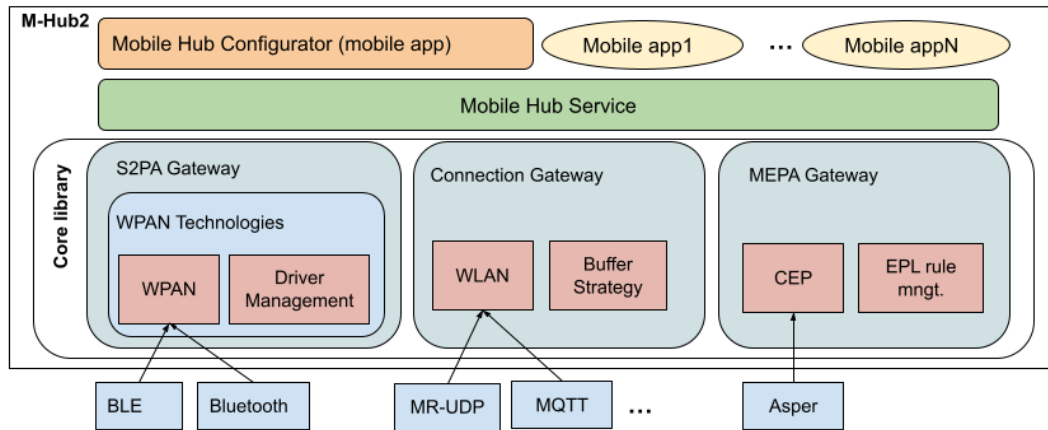 M-Hub2
Mobile Hub Configurator (mobile app)
Mobile app1
...
Mobile appN
Mobile Hub Service
Core library
S2PA Gateway
WPAN Technologies
WPAN
Driver
Management
Connection Gateway
WLAN
Buffer
Strategy
MEPA Gateway
CEP
EPL rule
mngt.
BLE
Bluetooth
MR-UDP
MQTT
...
Asper